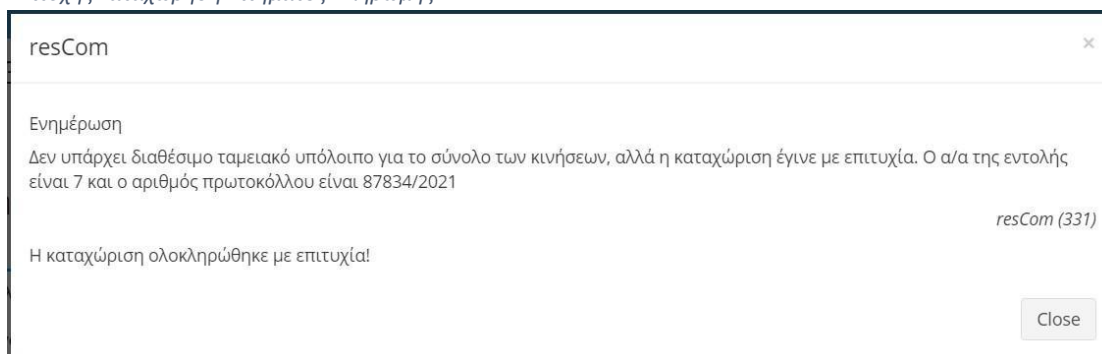 resCom
×
Ενημέρωση
Δεν υπάρχει διαθέσιμο ταμειακό υπόλοιπο για το σύνολο των κινήσεων, αλλά η καταχώριση έγινε με επιτυχία. Ο α/α της εντολής
είναι 7 και ο αριθμός πρωτοκόλλου είναι 87834/2021
resCom (331)
Η καταχώριση ολοκληρώθηκε με επιτυχία!
Close